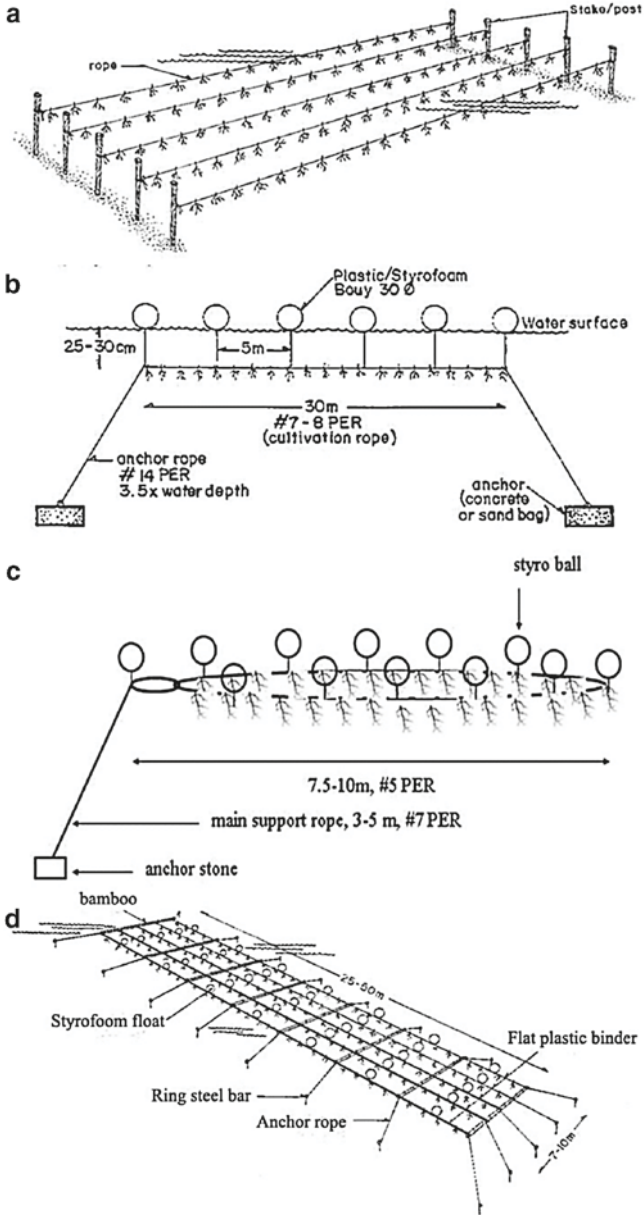 a
Stake/post
rope
b
Plastic/Styrofoam
Bouy 30 Ø
Water surface
25-30cm
5m
30m
#7-8 PER
(cultivation rope)
anchor rope
# 14 PER
3.5x water depth
anchor
(concrete
or sand bag)
c
styro ball
7.5-10m, #5 PER
main support rope, 3-5 m, #7 PER
anchor stone
d
bamboo
25-50m
Styrofoam float
Flat plastic binder
Ring steel bar
Anchor rope
7-10m